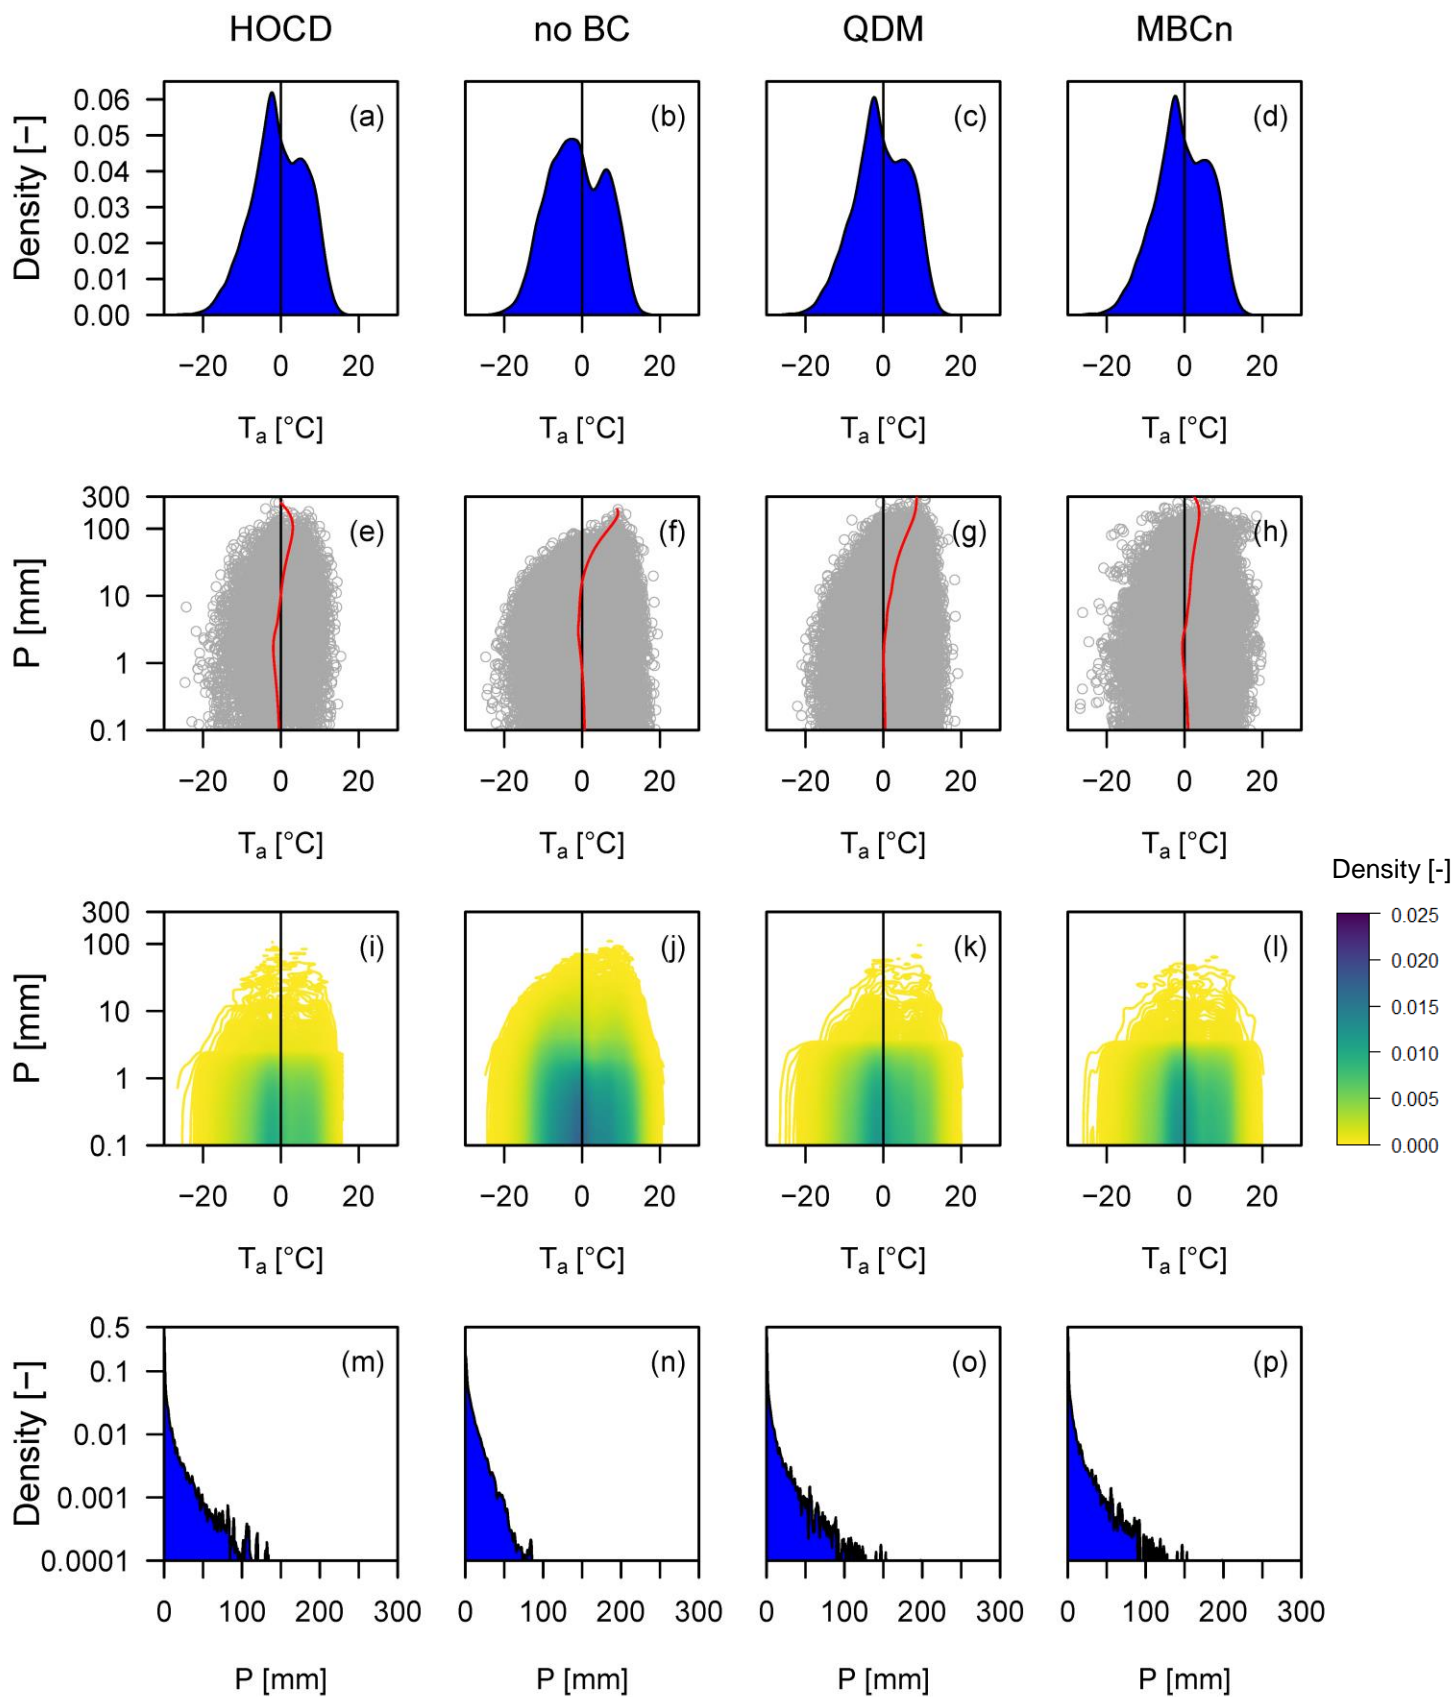 HOCD no BC QDM MBCn
Density [−]
0.06
0.05
0.04
0.03
0.02
0.01
0.00
(a) (b) (c) (d)
−20 0 20 −20 0 20 −20 0 20 −20 0 20
Ta [°C] Ta [°C] Ta [°C] Ta [°C]
P [mm]
300
100
10
1
0.1
(e) (f) (g) (h)
−20 0 20 −20 0 20 −20 0 20 −20 0 20
Ta [°C] Ta [°C] Ta [°C] Ta [°C]
Density [-]
0.025
0.020
0.015
0.010
0.005
0.000
P [mm]
300
100
10
1
0.1
(i) (j) (k) (l)
−20 0 20 −20 0 20 −20 0 20 −20 0 20
Ta [°C] Ta [°C] Ta [°C] Ta [°C]
Density [−]
0.5
0.1
0.01
0.001
0.0001
(m) (n) (o) (p)
0 100 200 300 0 100 200 300 0 100 200 300 0 100 200 300
P [mm] P [mm] P [mm] P [mm]